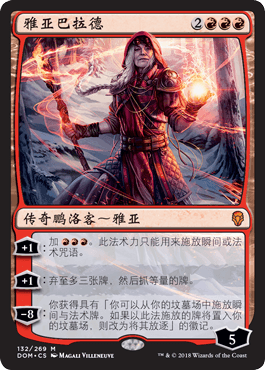 雅亚巴拉德
2
传奇鹏洛客～雅亚
+1: 加。此法术力只能用来施放瞬间或法
术咒语。
+1: 弃至多三张牌，然后抓等量的牌。
-8: 你获得具有「你可以从你的坟墓场中施放瞬
间与法术牌。如果以此法施放的牌将置入你
的坟墓场，则改为将其放逐」的徽记。
5
132/269 M
DOM • CS MAGALI VILLENEUVE
™ & © 2018 Wizards of the Coast